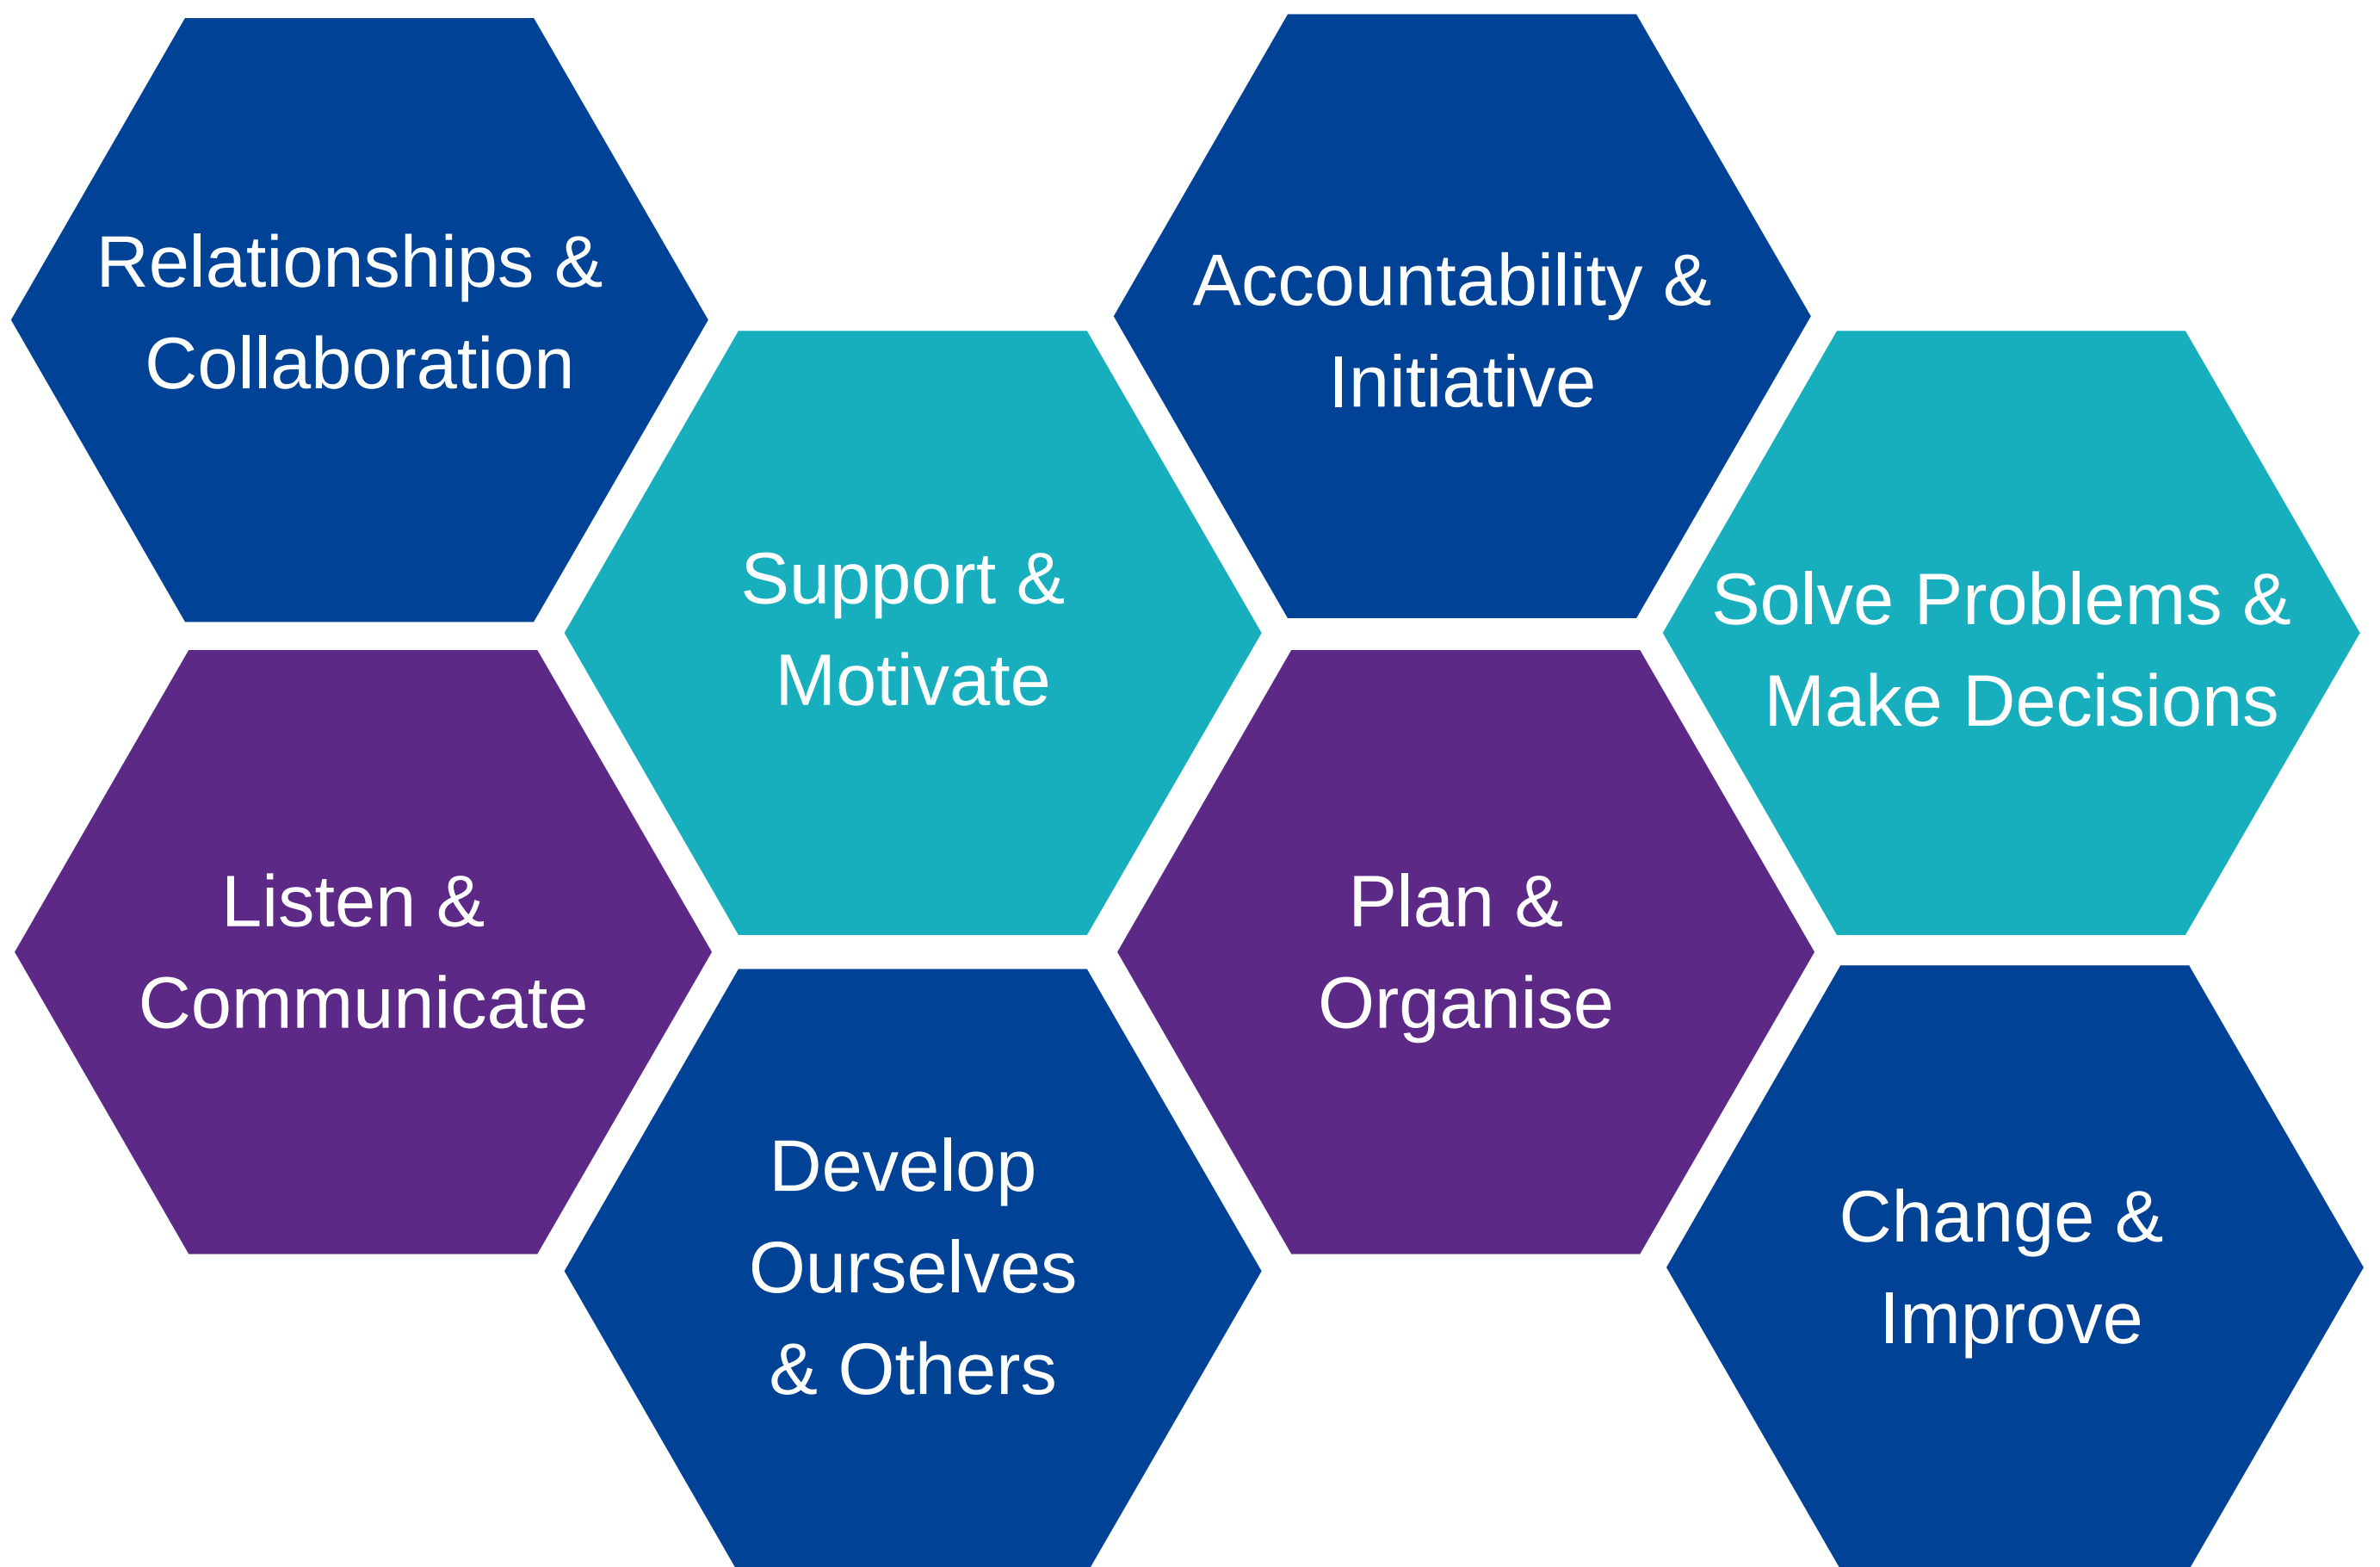 Relationships &
Collaboration
Accountability &
Initiative
Support &
Motivate
Solve Problems &
Make Decisions
Listen &
Communicate
Plan &
Organise
Develop
Ourselves
& Others
Change &
Improve